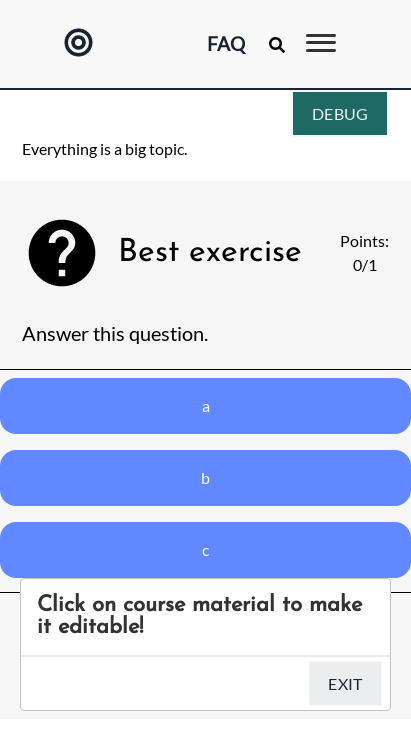 FAQ
DEBUG
Everything is a big topic.
Best exercise
Points:
0/1
Answer this question.
a
b
c
Click on course material to make
it editable!
EXIT